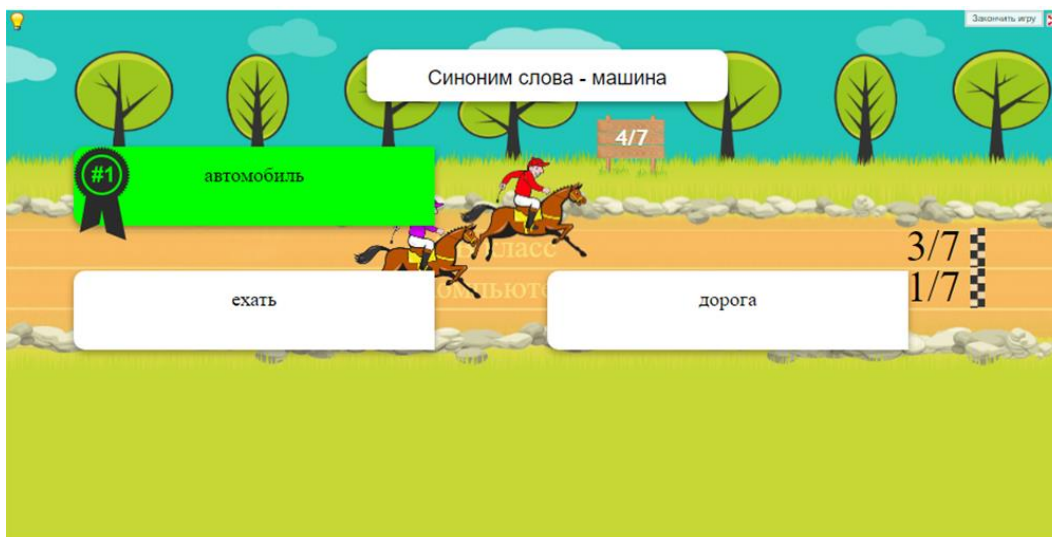 Закончить игру
Синоним слова - машина
4/7
#1
автомобиль
3/7
1/7
ехать
дорога